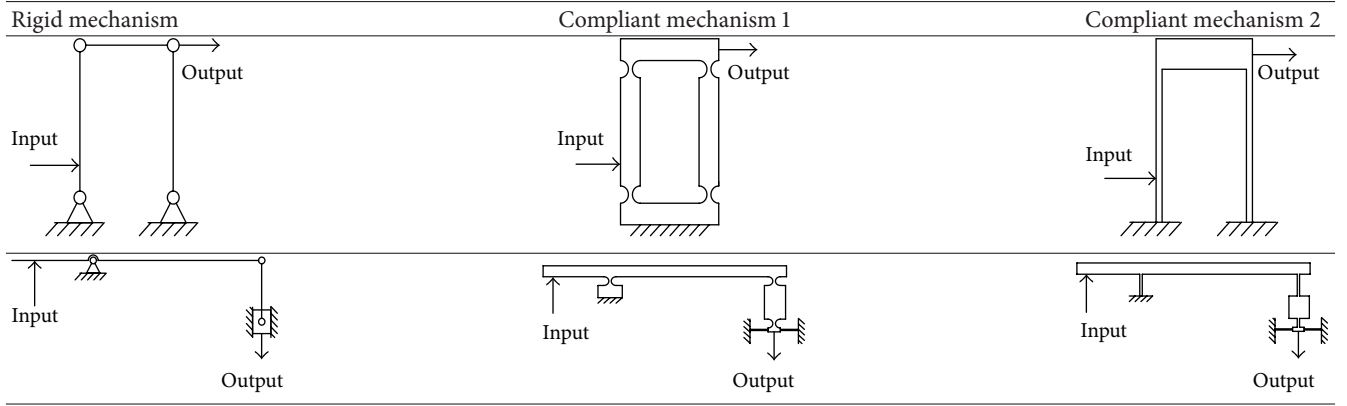 Rigid mechanism Compliant mechanism 1 Compliant mechanism 2
Output Output Output
Input Input Input
Input Input Input
Output Output Output